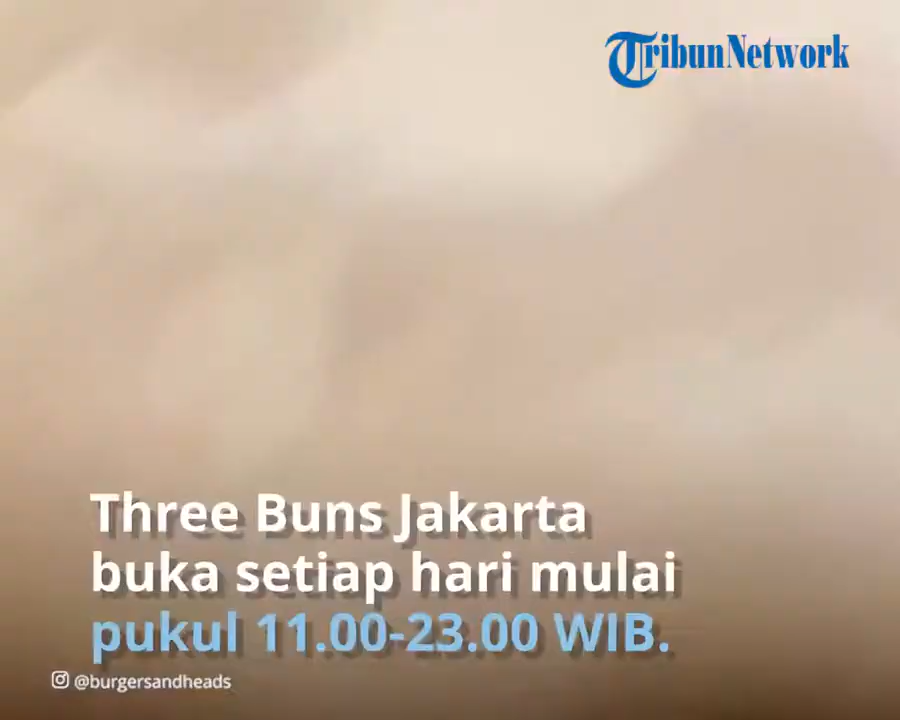 TribunNetwork
Three Buns Jakarta
buka setiap hari mulai
pukul 11.00-23.00 WIB.
@burgersandheads